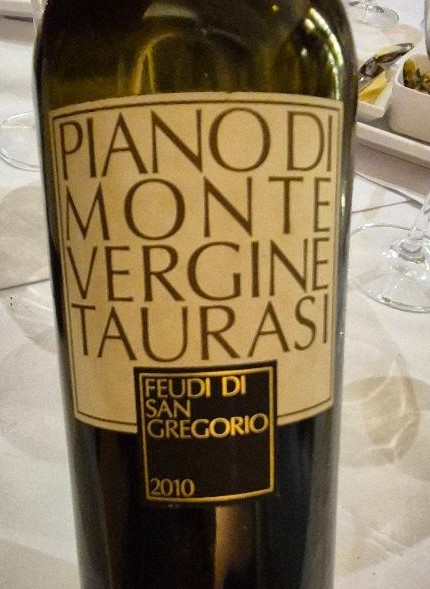 PIANO DI
MONTE
VERGINE
TAURASI
FEUDI DI
SAN
GREGORIO
2010